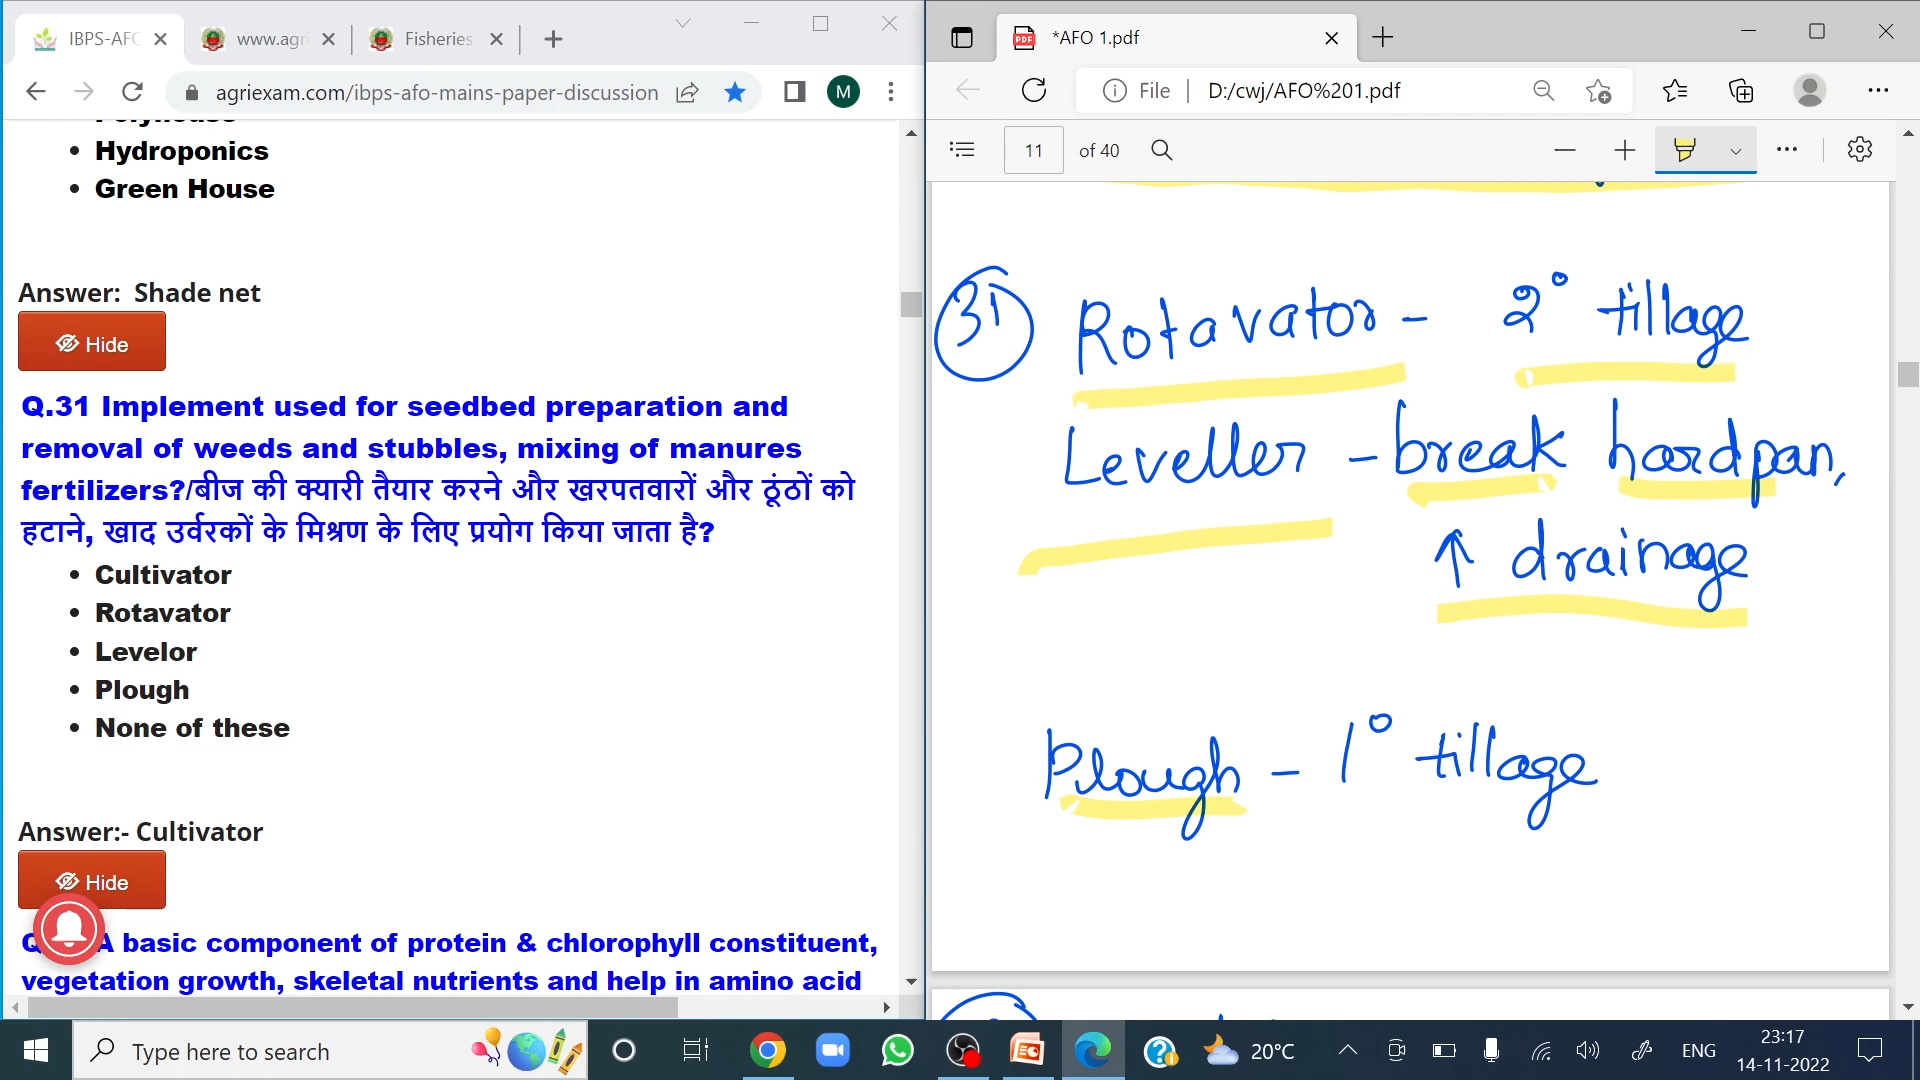 IBPS-AFC
www.agri
Fisheries
agriexam.com/ibps-afo-mains-paper-discussion
M
Polyhouse
Hydroponics
Green House
Answer: Shade net
Hide
Q.31 Implement used for seedbed preparation and
removal of weeds and stubbles, mixing of manures
fertilizers?/बीज की क्यारी तैयार करने और खरपतवारों और ठूंठों को
हटाने, खाद उर्वरकों के मिश्रण के लिए प्रयोग किया जाता है?
Cultivator
Rotavator
Levelor
Plough
None of these
Answer:- Cultivator
Hide
A basic component of protein & chlorophyll constituent,
vegetation growth, skeletal nutrients and help in amino acid
*AFO 1.pdf
File
D:/cwj/AFO%201.pdf
11 of 40
31 Rotavator - 2° tillage
Leveller - break hardpan,
↑ drainage
Plough - 1° tillage
Type here to search
20°C
ENG
23:17
14-11-2022